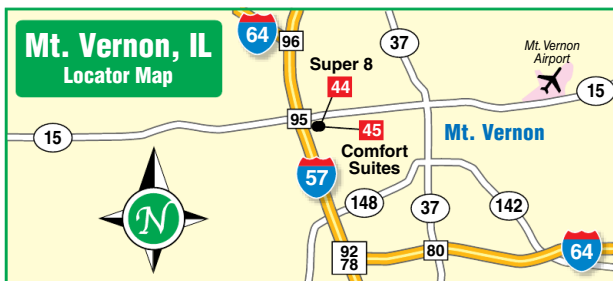 Mt. Vernon, IL
Locator Map
64
96
37
Mt. Vernon
Airport
Super 8
44
15
95
45
Mt. Vernon
15
Comfort
Suites
57
N
148
37
142
92
78
80
64